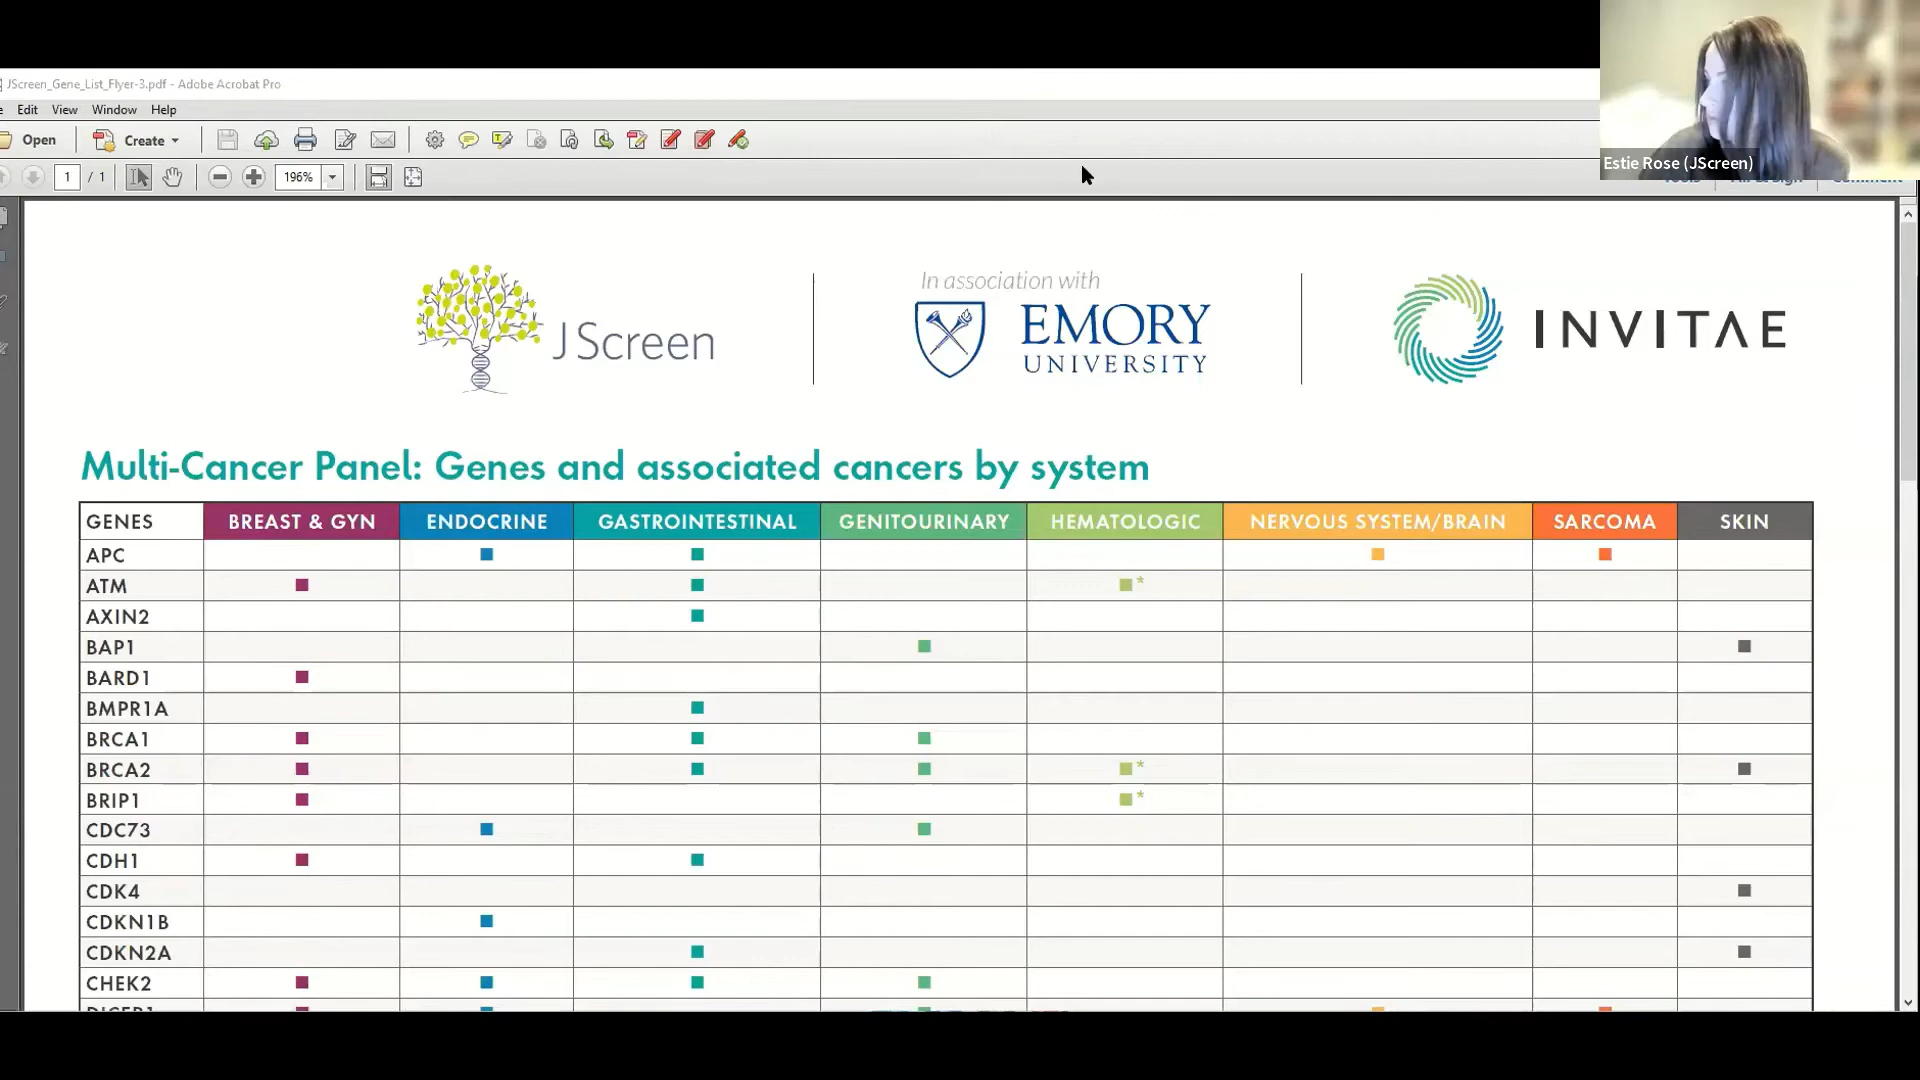 JScreen_Gene_List_Flyer-3.pdf - Adobe Acrobat Pro
Edit View Window Help
Open Create
1 / 1 196%
Estie Rose (JScreen)
JScreen
In association with
EMORY
UNIVERSITY
INVITAE
Multi-Cancer Panel: Genes and associated cancers by system
GENES BREAST & GYN ENDOCRINE GASTROINTESTINAL GENITOURINARY HEMATOLOGIC NERVOUS SYSTEM/BRAIN SARCOMA SKIN
APC
ATM *
AXIN2
BAP1
BARD1
BMPR1A
BRCA1
BRCA2 *
BRIP1 *
CDC73
CDH1
CDK4
CDKN1B
CDKN2A
CHEK2